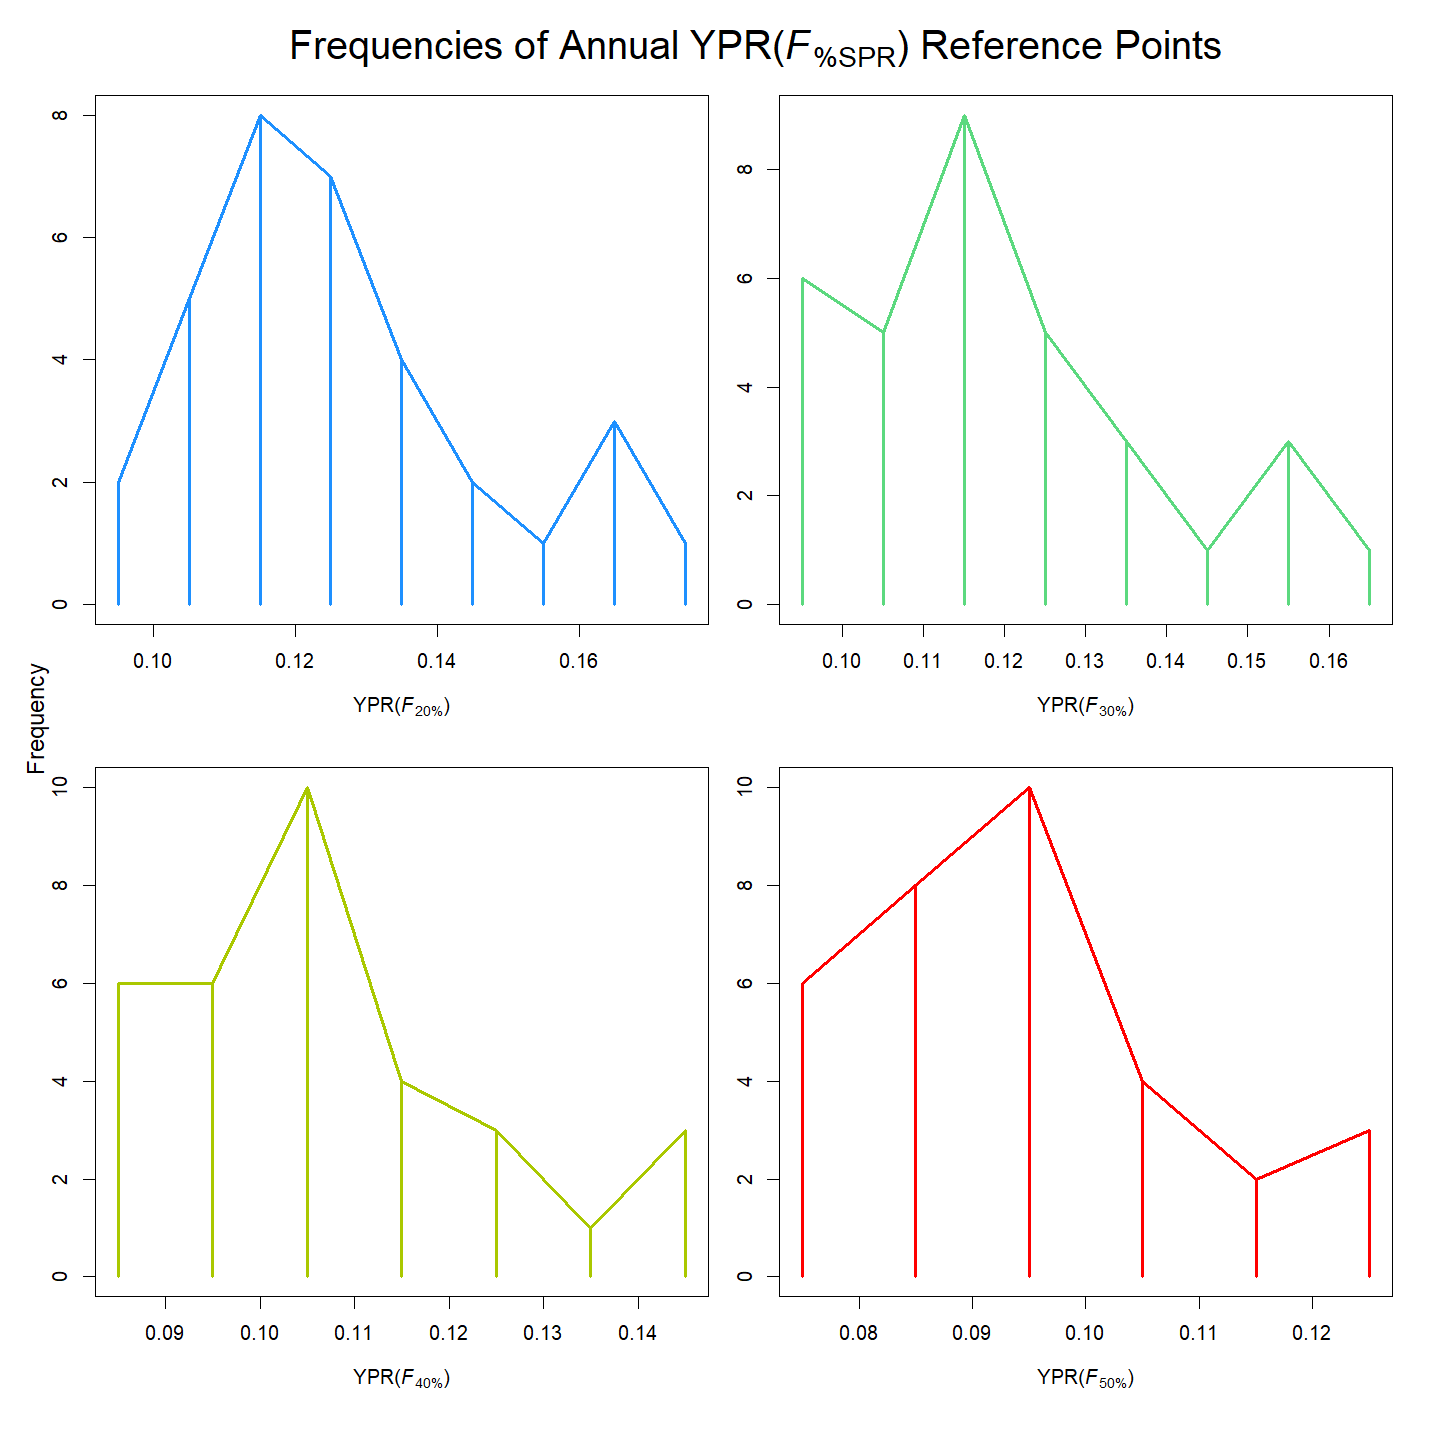 Frequencies of Annual YPR(F%SPR) Reference Points
Frequency
0 2 4 6 8
0.10 0.12 0.14 0.16
YPR(F20%)
0 2 4 6 8
0.10 0.11 0.12 0.13 0.14 0.15 0.16
YPR(F30%)
0 2 4 6 8 10
0.09 0.10 0.11 0.12 0.13 0.14
YPR(F40%)
0 2 4 6 8 10
0.08 0.09 0.10 0.11 0.12
YPR(F50%)